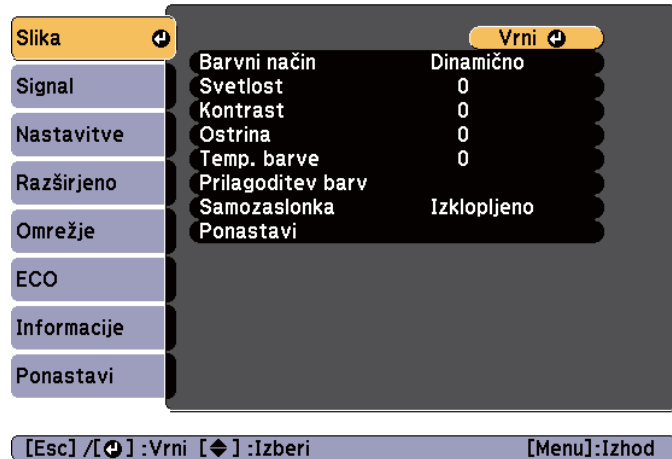 Slika
Signal
Nastavitve
Razširjeno
Omrežje
ECO
Informacije
Ponastavi
Vrni
Barvni način Dinamično
Svetlost 0
Kontrast 0
Ostrina 0
Temp. barve 0
Prilagoditev barv
Samozaslonka Izklopljeno
Ponastavi
[Esc] /[⏎] :Vrni [◆] :Izberi [Menu]:Izhod